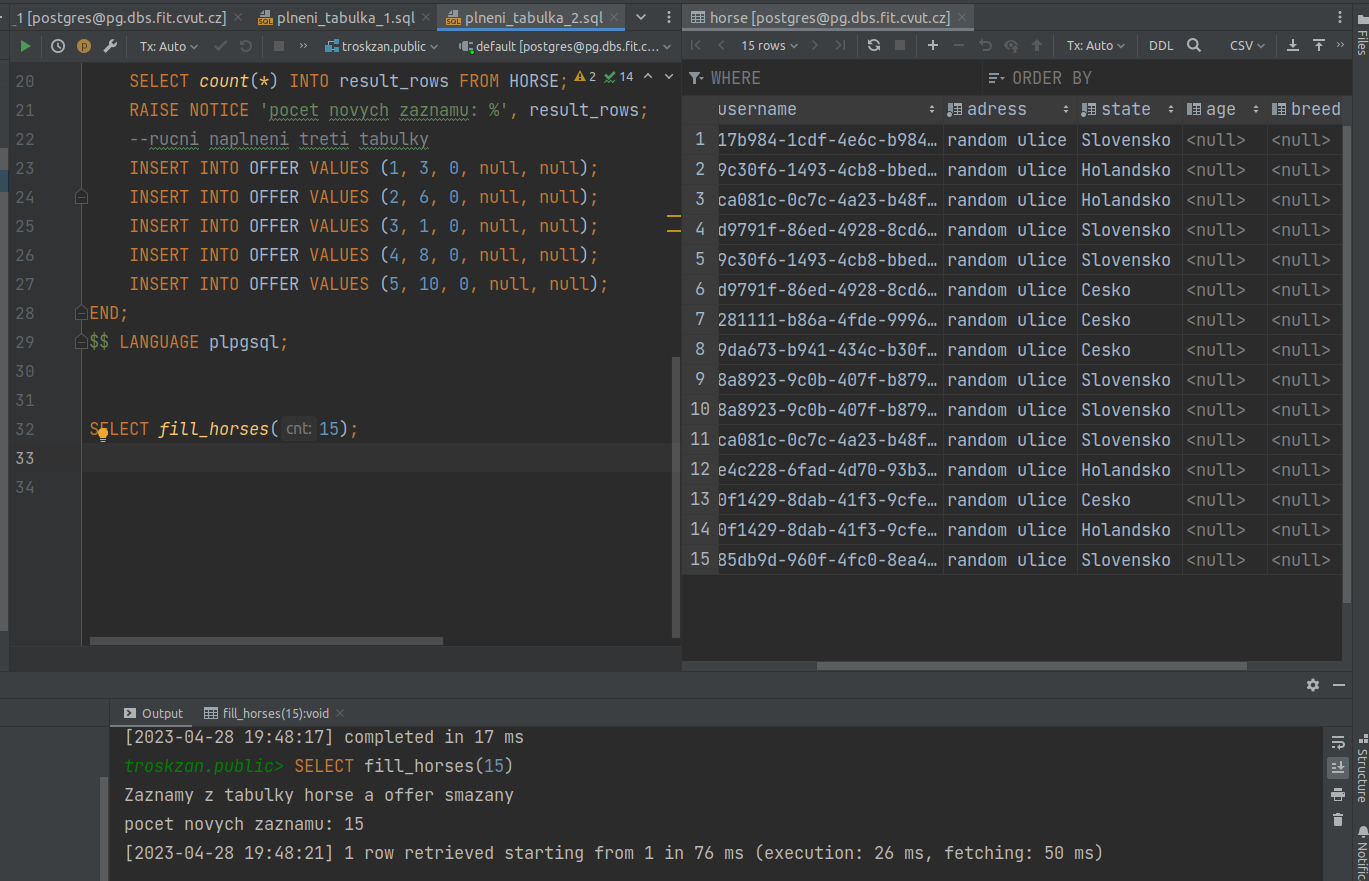 _1 [postgres@pg.dbs.fit.cvut.cz] plneni_tabulka_1.sql plneni_tabulka_2.sql
horse [postgres@pg.dbs.fit.cvut.cz]
Tx: Auto troskzan.public default [postgres@pg.dbs.fit.c...
15 rows Tx: Auto DDL CSV
WHERE ORDER BY
2 14
20 SELECT count(*) INTO result_rows FROM HORSE;
21 RAISE NOTICE 'pocet novych zaznamu: %', result_rows;
22 --rucni naplneni treti tabulky
23 INSERT INTO OFFER VALUES (1, 3, 0, null, null);
24 INSERT INTO OFFER VALUES (2, 6, 0, null, null);
25 INSERT INTO OFFER VALUES (3, 1, 0, null, null);
26 INSERT INTO OFFER VALUES (4, 8, 0, null, null);
27 INSERT INTO OFFER VALUES (5, 10, 0, null, null);
28 END;
29 $$ LANGUAGE plpgsql;
30
31
32 SELECT fill_horses( cnt: 15);
33
34
username adress state age breed
1 17b984-1cdf-4e6c-b984... random ulice Slovensko <null> <null>
2 9c30f6-1493-4cb8-bbed... random ulice Holandsko <null> <null>
3 ca081c-0c7c-4a23-b48f... random ulice Holandsko <null> <null>
4 d9791f-86ed-4928-8cd6... random ulice Slovensko <null> <null>
5 9c30f6-1493-4cb8-bbed... random ulice Slovensko <null> <null>
6 d9791f-86ed-4928-8cd6... random ulice Cesko <null> <null>
7 281111-b86a-4fde-9996... random ulice Cesko <null> <null>
8 9da673-b941-434c-b30f... random ulice Cesko <null> <null>
9 8a8923-9c0b-407f-b879... random ulice Slovensko <null> <null>
10 8a8923-9c0b-407f-b879... random ulice Slovensko <null> <null>
11 ca081c-0c7c-4a23-b48f... random ulice Slovensko <null> <null>
12 e4c228-6fad-4d70-93b3... random ulice Holandsko <null> <null>
13 0f1429-8dab-41f3-9cfe... random ulice Cesko <null> <null>
14 0f1429-8dab-41f3-9cfe... random ulice Holandsko <null> <null>
15 85db9d-960f-4fc0-8ea4... random ulice Slovensko <null> <null>
Files
Output fill_horses(15):void
[2023-04-28 19:48:17] completed in 17 ms
troskzan.public> SELECT fill_horses(15)
Zaznamy z tabulky horse a offer smazany
pocet novych zaznamu: 15
[2023-04-28 19:48:21] 1 row retrieved starting from 1 in 76 ms (execution: 26 ms, fetching: 50 ms)
Structure
Notific